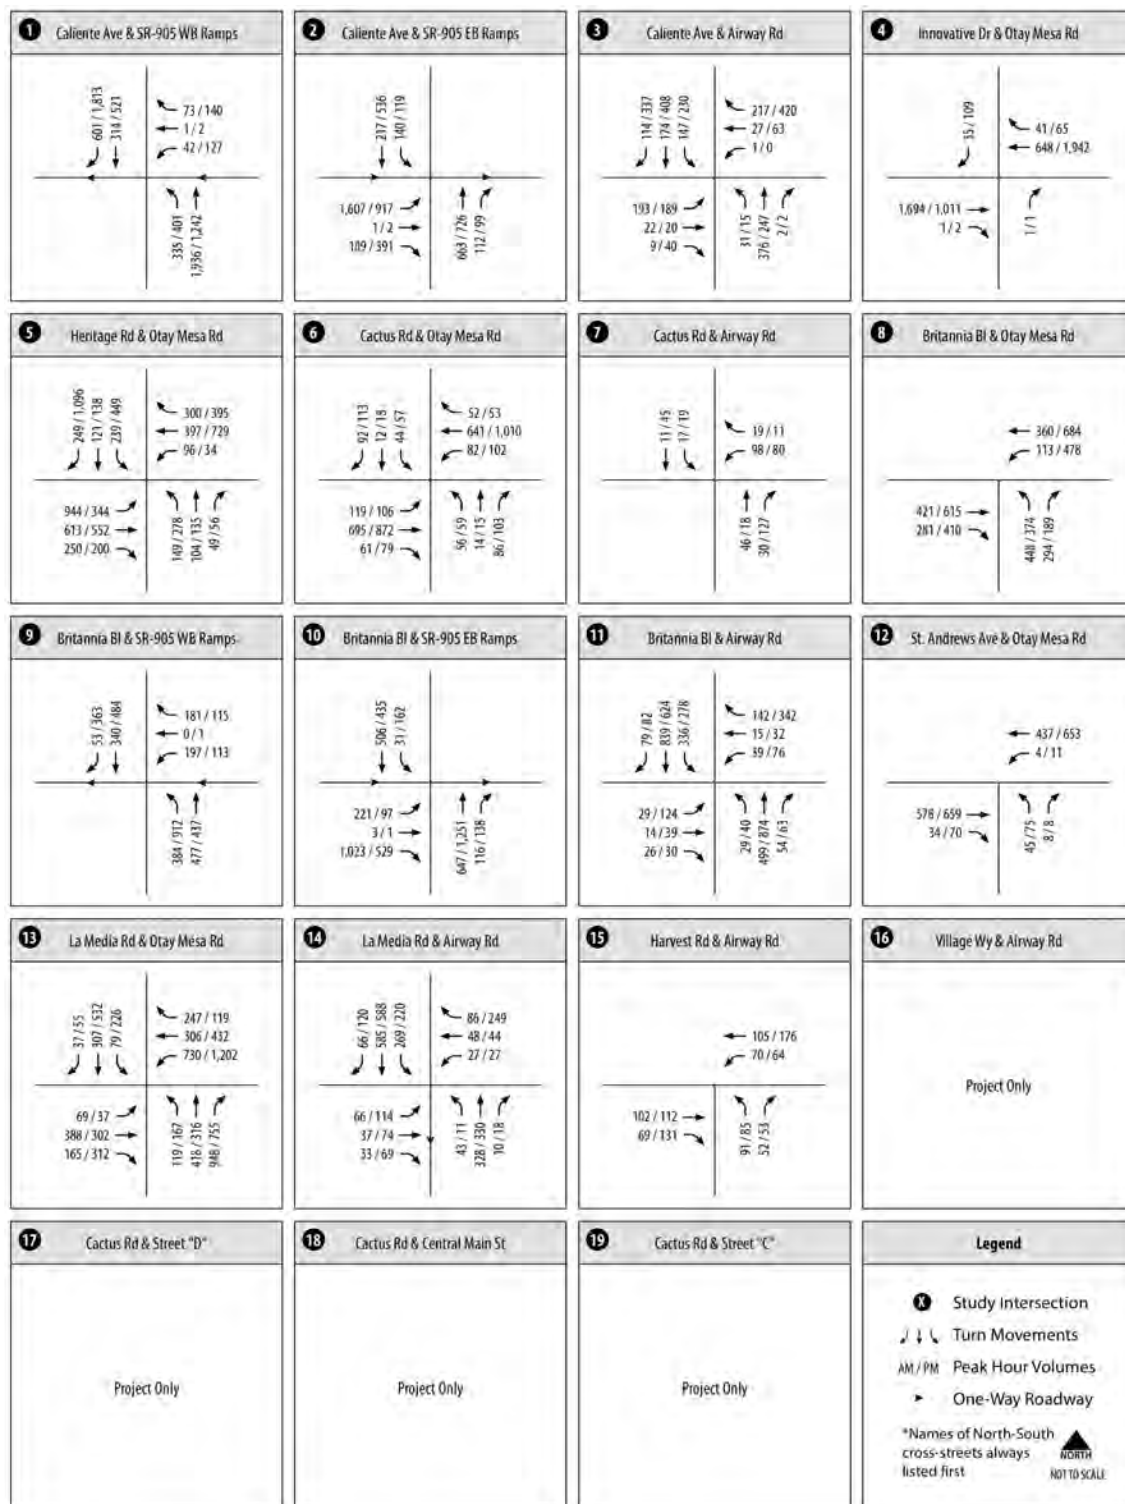 1 Caliente Ave & SR-905 WB Ramps
601 / 1,813
314 / 521
73 / 140
1 / 2
42 / 127
335 / 401
1,936 / 1,242
2 Caliente Ave & SR-905 EB Ramps
217 / 536
140 / 119
1,607 / 917
1 / 2
189 / 391
663 / 726
112 / 99
3 Caliente Ave & Airway Rd
114 / 337
174 / 408
147 / 230
217 / 420
27 / 63
1 / 0
193 / 189
22 / 20
9 / 40
31 / 15
376 / 247
2 / 2
4 Innovative Dr & Otay Mesa Rd
35 / 109
41 / 65
648 / 1,942
1,694 / 1,011
1 / 2
1 / 1
5 Heritage Rd & Otay Mesa Rd
249 / 1,096
121 / 138
239 / 449
300 / 395
397 / 729
96 / 34
944 / 344
613 / 552
250 / 200
149 / 278
104 / 135
49 / 56
6 Cactus Rd & Otay Mesa Rd
92 / 113
12 / 18
44 / 57
52 / 53
641 / 1,010
82 / 102
119 / 106
695 / 872
61 / 79
56 / 59
14 / 15
86 / 103
7 Cactus Rd & Airway Rd
11 / 45
17 / 19
19 / 11
98 / 80
46 / 18
30 / 127
8 Britannia Bl & Otay Mesa Rd
360 / 684
113 / 478
421 / 615
281 / 410
448 / 374
294 / 189
9 Britannia Bl & SR-905 WB Ramps
53 / 363
340 / 484
181 / 115
0 / 1
197 / 113
384 / 912
477 / 437
10 Britannia Bl & SR-905 EB Ramps
506 / 435
31 / 162
221 / 97
3 / 1
1,023 / 529
647 / 1,251
116 / 138
11 Britannia Bl & Airway Rd
79 / 82
839 / 624
336 / 278
142 / 342
15 / 32
39 / 76
29 / 124
14 / 39
26 / 30
29 / 40
499 / 874
54 / 63
12 St. Andrews Ave & Otay Mesa Rd
437 / 653
4 / 11
578 / 659
34 / 70
45 / 75
8 / 8
13 La Media Rd & Otay Mesa Rd
37 / 55
307 / 532
79 / 226
247 / 119
306 / 432
730 / 1,202
69 / 37
388 / 302
165 / 312
119 / 167
418 / 316
948 / 755
14 La Media Rd & Airway Rd
66 / 120
585 / 588
269 / 220
86 / 249
48 / 44
27 / 27
66 / 114
37 / 74
33 / 69
43 / 11
328 / 330
10 / 18
15 Harvest Rd & Airway Rd
105 / 176
70 / 64
102 / 112
69 / 131
91 / 85
52 / 53
16 Village Wy & Airway Rd
Project Only
17 Cactus Rd & Street "D"
Project Only
18 Cactus Rd & Central Main St
Project Only
19 Cactus Rd & Street "C"
Project Only
Legend
X Study Intersection
Turn Movements
AM / PM Peak Hour Volumes
One-Way Roadway
*Names of North-South
cross-streets always
listed first
NORTH
NOT TO SCALE